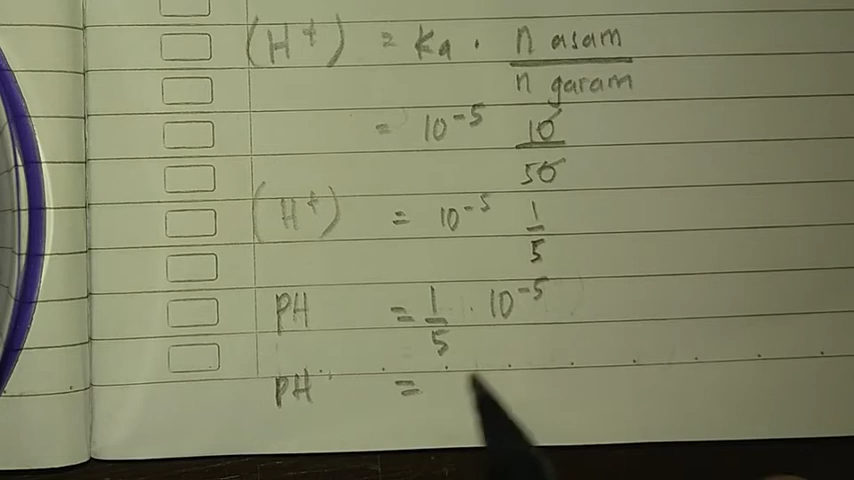 (H+) = Ka . n asam / n garam
= 10⁻⁵ 10 / 50
(H+) = 10⁻⁵ 1 / 5
PH = 1 / 5 . 10⁻⁵
PH =